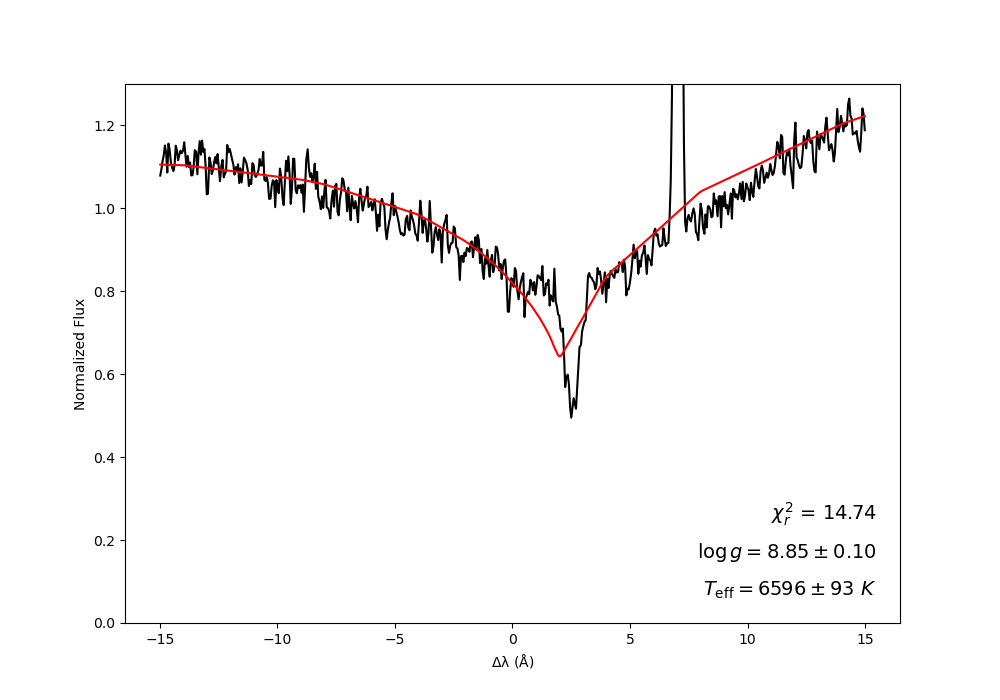 1.2
1.0
0.8
0.6
0.4
0.2
0.0
Normalized Flux
χ²ᵣ = 14.74
log g = 8.85 ± 0.10
T_eff = 6596 ± 93 K
−15 −10 −5 0 5 10 15
Δλ (Å)